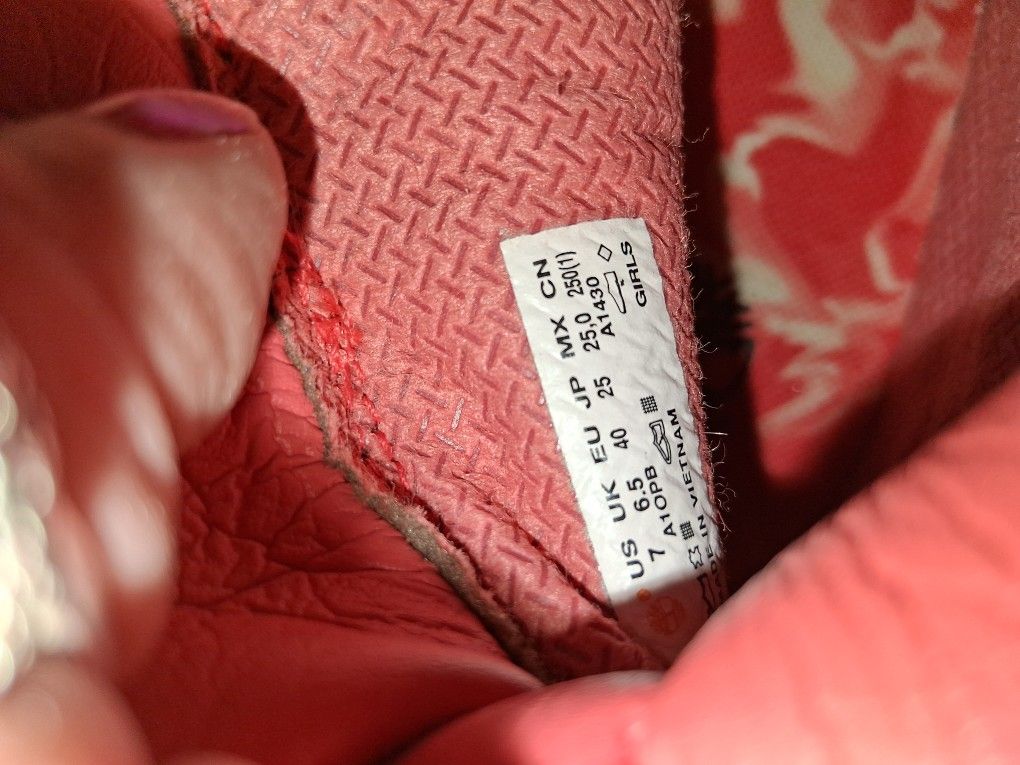 US UK EU JP MX CN
7 6.5 40 25 25,0 250(1)
A1OPB A1430
IN VIETNAM GIRLS